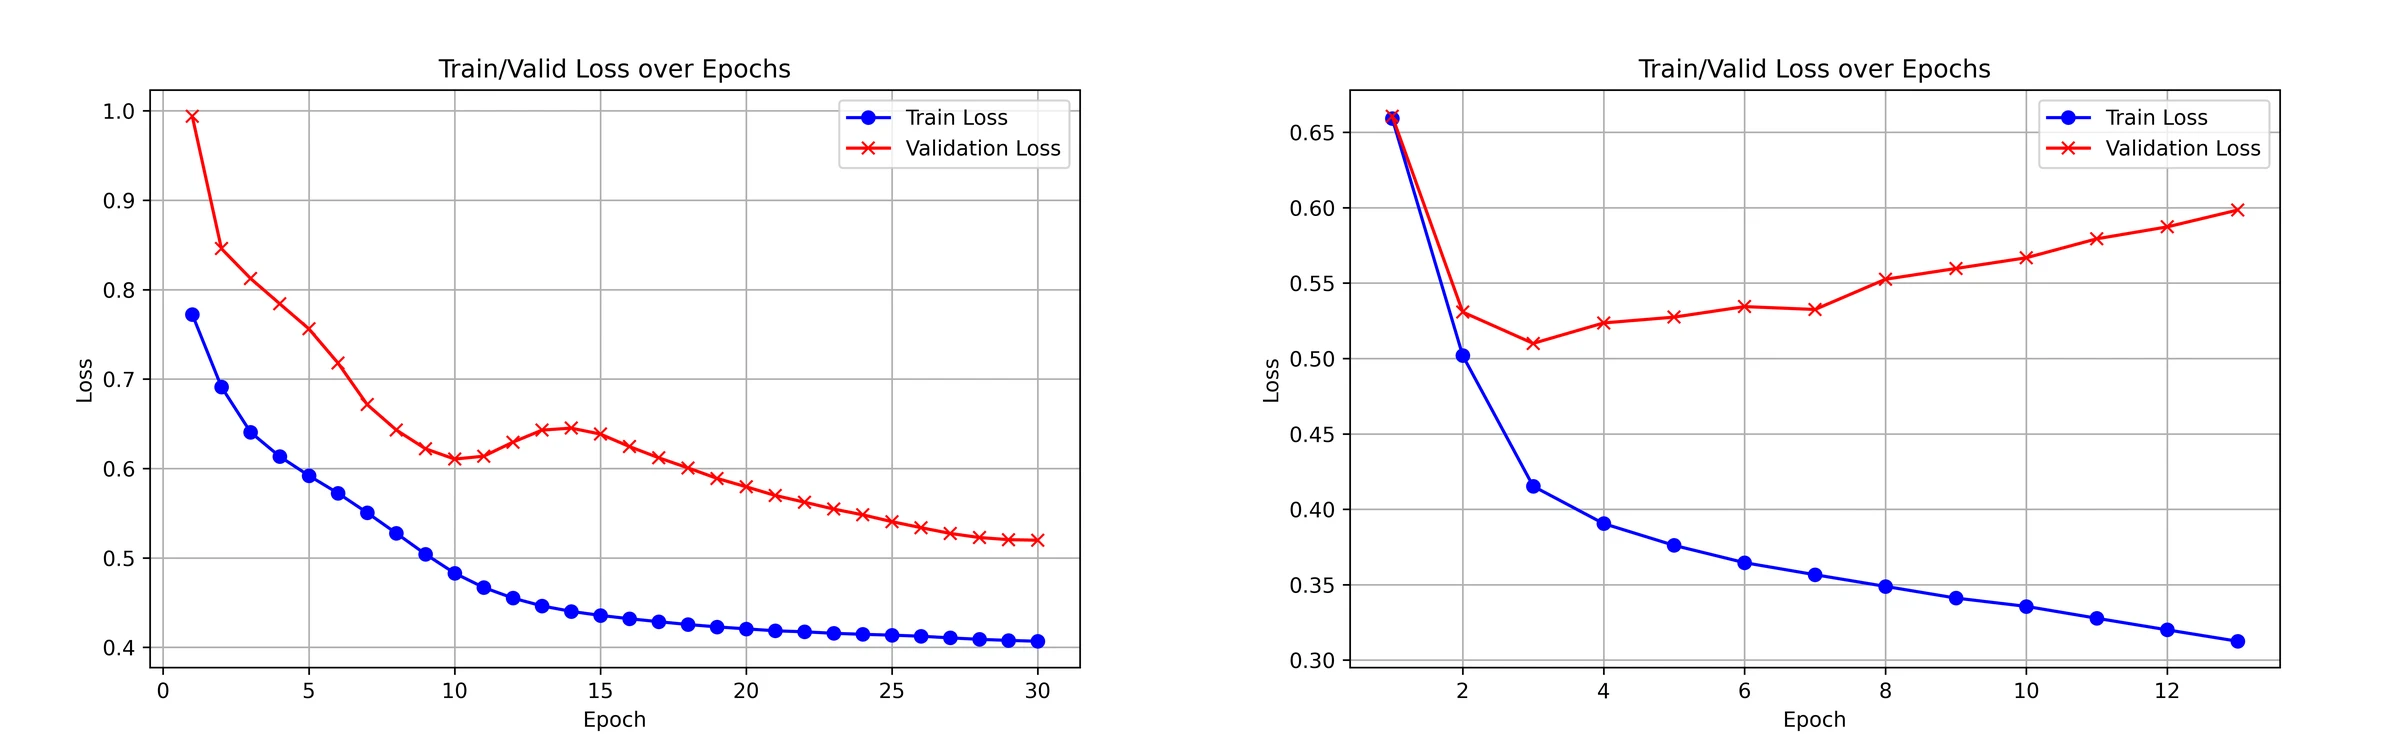 Train/Valid Loss over Epochs
Train Loss
Validation Loss
1.0
0.9
0.8
0.7
0.6
0.5
0.4
Loss
0 5 10 15 20 25 30
Epoch
Train/Valid Loss over Epochs
Train Loss
Validation Loss
0.65
0.60
0.55
0.50
0.45
0.40
0.35
0.30
Loss
2 4 6 8 10 12
Epoch